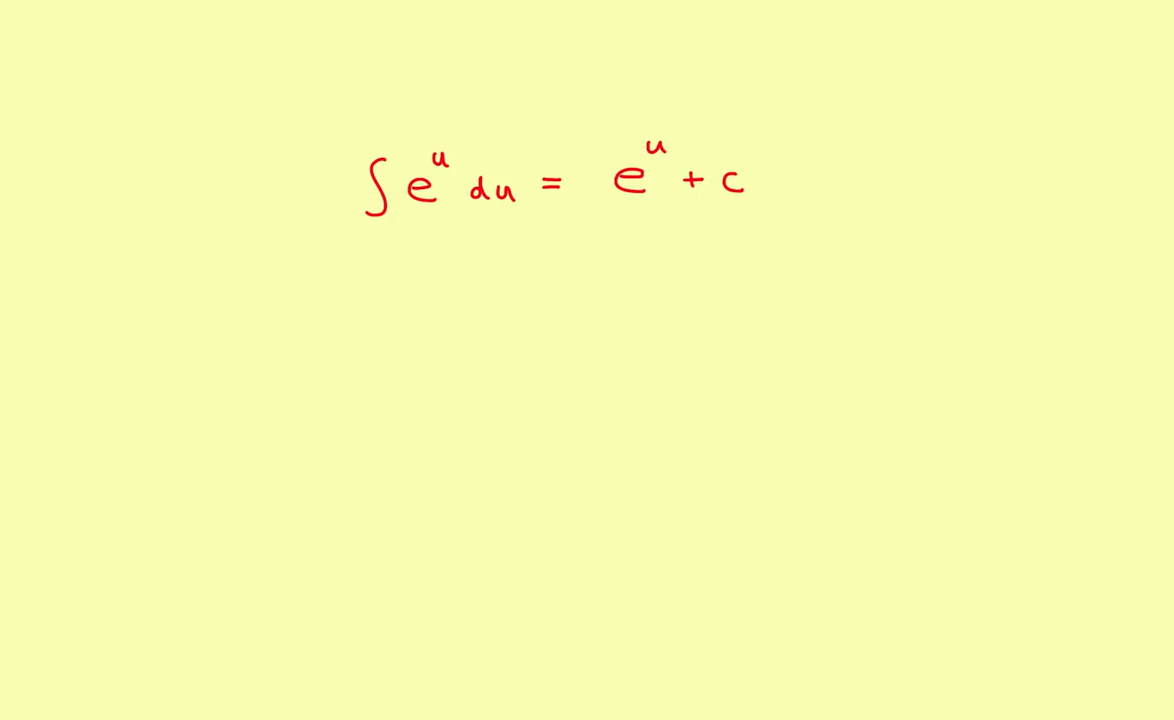 ∫ e^u du = e^u + c